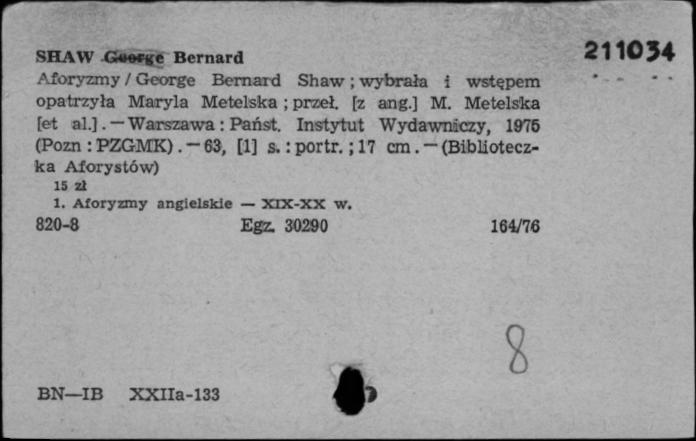 SHAW George Bernard
211034
Aforyzmy / George Bernard Shaw ; wybrała i wstępem
opatrzyła Maryla Metelska ; przeł. [z ang.] M. Metelska
[et al.] . — Warszawa : Państ. Instytut Wydawniczy, 1975
(Pozn : PZGMK) . — 63, [1] s. : portr. ; 17 cm . — (Bibliotecz-
ka Aforystów)
15 zł
1. Aforyzmy angielskie — XIX-XX w.
820-8 Egz. 30290 164/76
8
BN—IB XXIIa-133